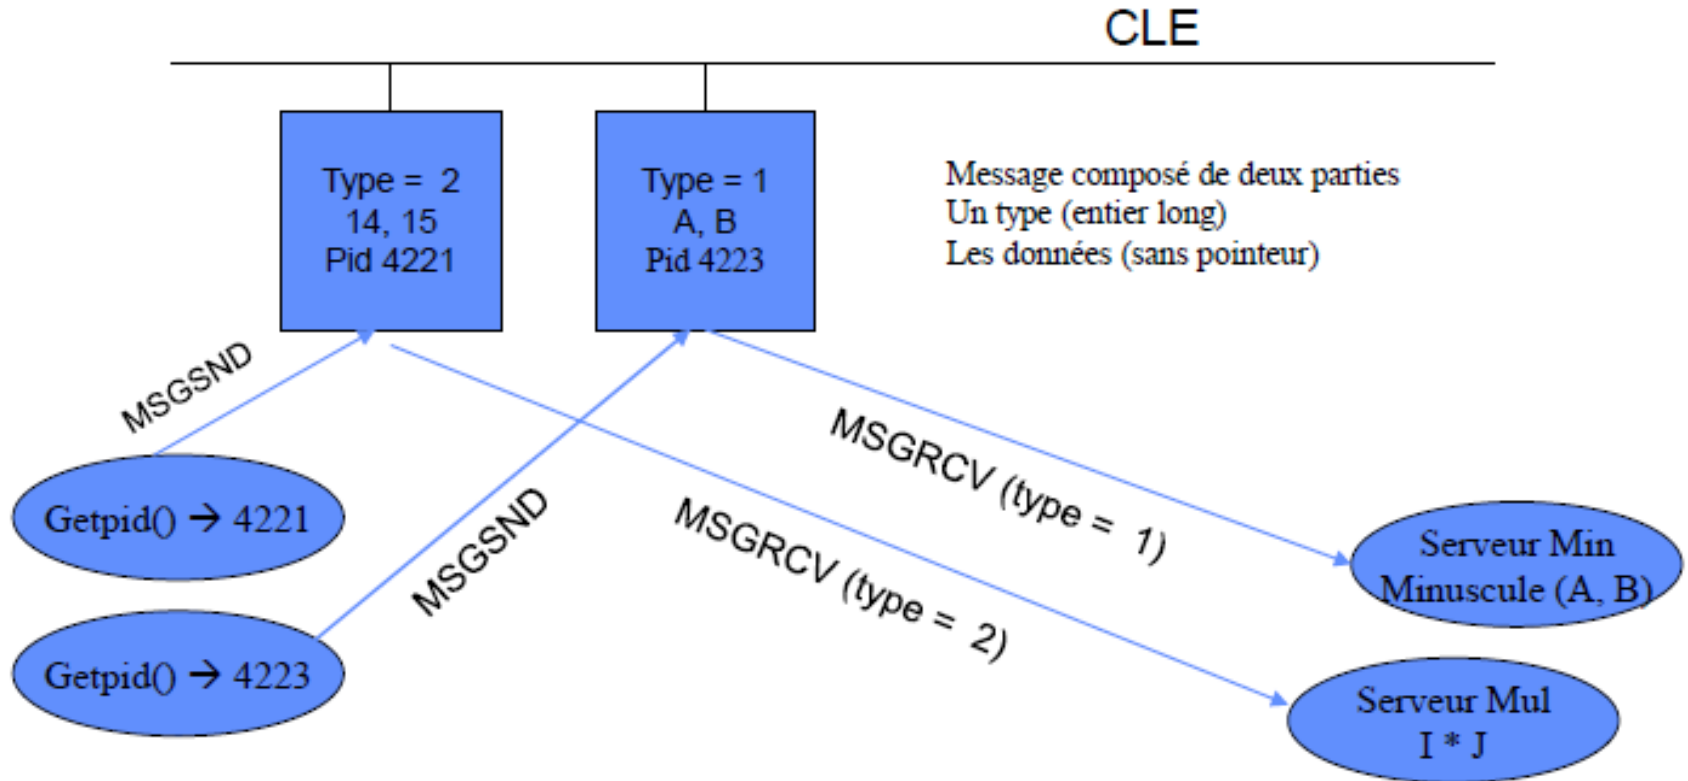 CLE
Type = 2
14, 15
Pid 4221
Type = 1
A, B
Pid 4223
Message composé de deux parties
Un type (entier long)
Les données (sans pointeur)
MSGSND
MSGSND
MSGRCV (type = 1)
MSGRCV (type = 2)
Getpid() → 4221
Getpid() → 4223
Serveur Min
Minuscule (A, B)
Serveur Mul
I * J